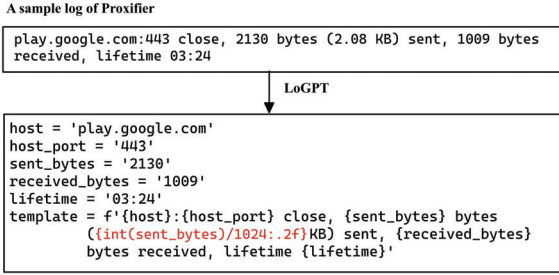 A sample log of Proxifier
play.google.com:443 close, 2130 bytes (2.08 KB) sent, 1009 bytes
received, lifetime 03:24
LoGPT
host = 'play.google.com'
host_port = '443'
sent_bytes = '2130'
received_bytes = '1009'
lifetime = '03:24'
template = f'{host}:{host_port} close, {sent_bytes} bytes
({int(sent_bytes)/1024:.2f}KB) sent, {received_bytes}
bytes received, lifetime {lifetime}'